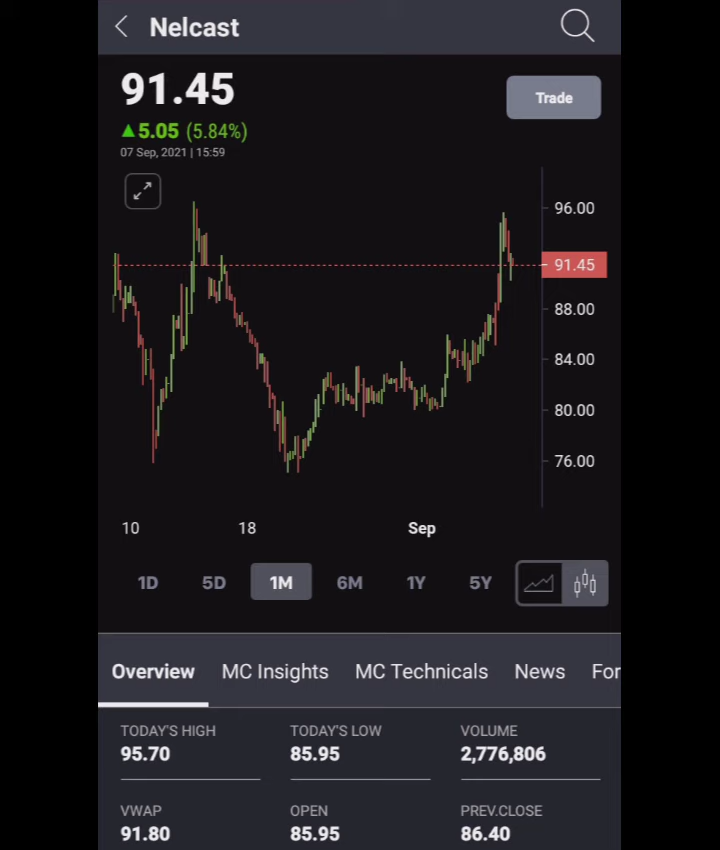 Nelcast
91.45
Trade
▲5.05 (5.84%)
07 Sep, 2021 | 15:59
96.00
91.45
88.00
84.00
80.00
76.00
10 18 Sep
1D 5D 1M 6M 1Y 5Y
Overview MC Insights MC Technicals News For
TODAY'S HIGH TODAY'S LOW VOLUME
95.70 85.95 2,776,806
VWAP OPEN PREV.CLOSE
91.80 85.95 86.40